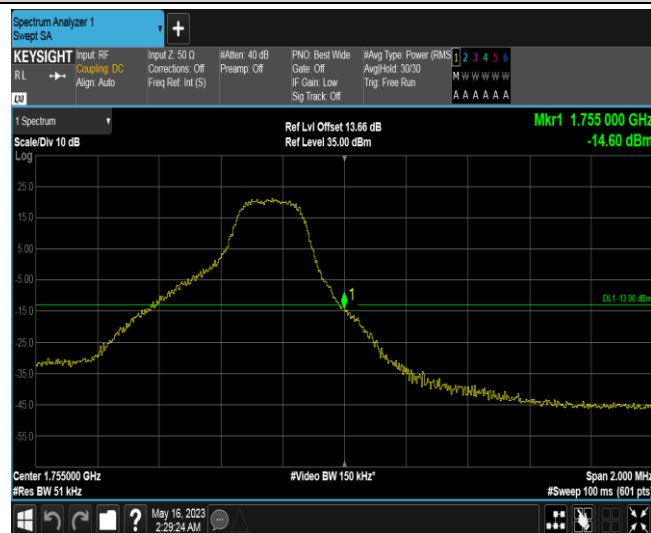 Spectrum Analyzer 1
Swept SA
+
KEYSIGHT
RL
Input: RF
Coupling: DC
Align: Auto
Input Z: 50 Ω
Corrections: Off
Freq Ref: Int (S)
#Atten: 40 dB
Preamp: Off
PNO: Best Wide
Gate: Off
IF Gain: Low
Sig Track: Off
#Avg Type: Power (RMS
Avg|Hold: 30/30
Trig: Free Run
1 2 3 4 5 6
M W W W W W
A A A A A A
LXI
1 Spectrum
Scale/Div 10 dB
Log
Ref Lvl Offset 13.66 dB
Ref Level 35.00 dBm
Mkr1 1.755 000 GHz
-14.60 dBm
25.0
15.0
5.00
-5.00
-15.0
-25.0
-35.0
-45.0
-55.0
1
DL1 -13.00 dBm
Center 1.755000 GHz
#Res BW 51 kHz
#Video BW 150 kHz*
Span 2.000 MHz
#Sweep 100 ms (601 pts)
?
May 16, 2023
2:29:24 AM